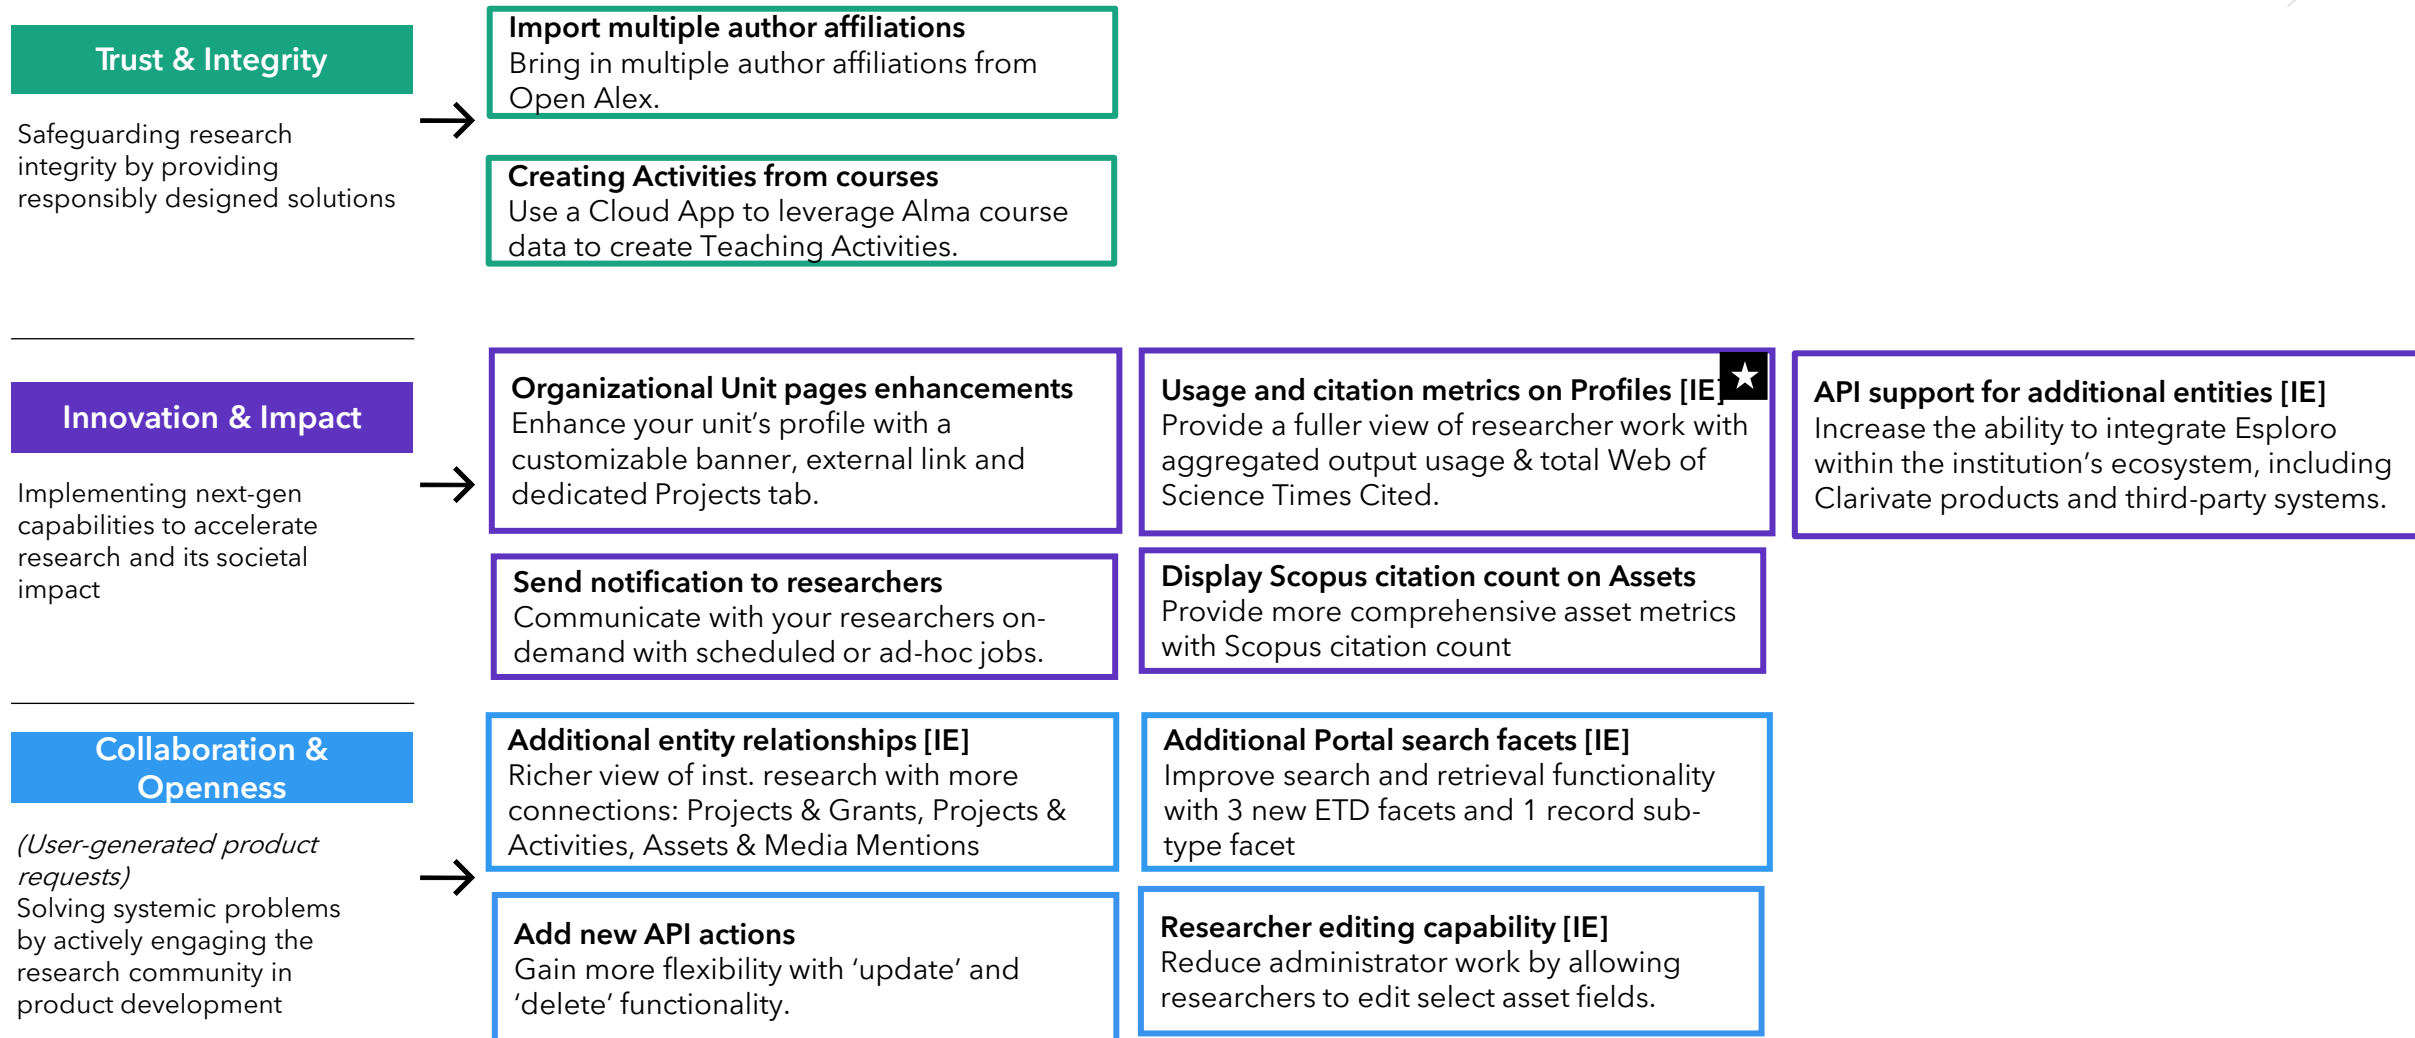 Trust & Integrity
Safeguarding research
integrity by providing
responsibly designed solutions
Import multiple author affiliations
Bring in multiple author affiliations from
Open Alex.
Creating Activities from courses
Use a Cloud App to leverage Alma course
data to create Teaching Activities.
Innovation & Impact
Implementing next-gen
capabilities to accelerate
research and its societal
impact
Organizational Unit pages enhancements
Enhance your unit’s profile with a
customizable banner, external link and
dedicated Projects tab.
Usage and citation metrics on Profiles [IE]
Provide a fuller view of researcher work with
aggregated output usage & total Web of
Science Times Cited.
API support for additional entities [IE]
Increase the ability to integrate Esploro
within the institution’s ecosystem, including
Clarivate products and third-party systems.
Send notification to researchers
Communicate with your researchers on-
demand with scheduled or ad-hoc jobs.
Display Scopus citation count on Assets
Provide more comprehensive asset metrics
with Scopus citation count
Collaboration &
Openness
(User-generated product
requests)
Solving systemic problems
by actively engaging the
research community in
product development
Additional entity relationships [IE]
Richer view of inst. research with more
connections: Projects & Grants, Projects &
Activities, Assets & Media Mentions
Additional Portal search facets [IE]
Improve search and retrieval functionality
with 3 new ETD facets and 1 record sub-
type facet
Add new API actions
Gain more flexibility with ‘update’ and
‘delete’ functionality.
Researcher editing capability [IE]
Reduce administrator work by allowing
researchers to edit select asset fields.